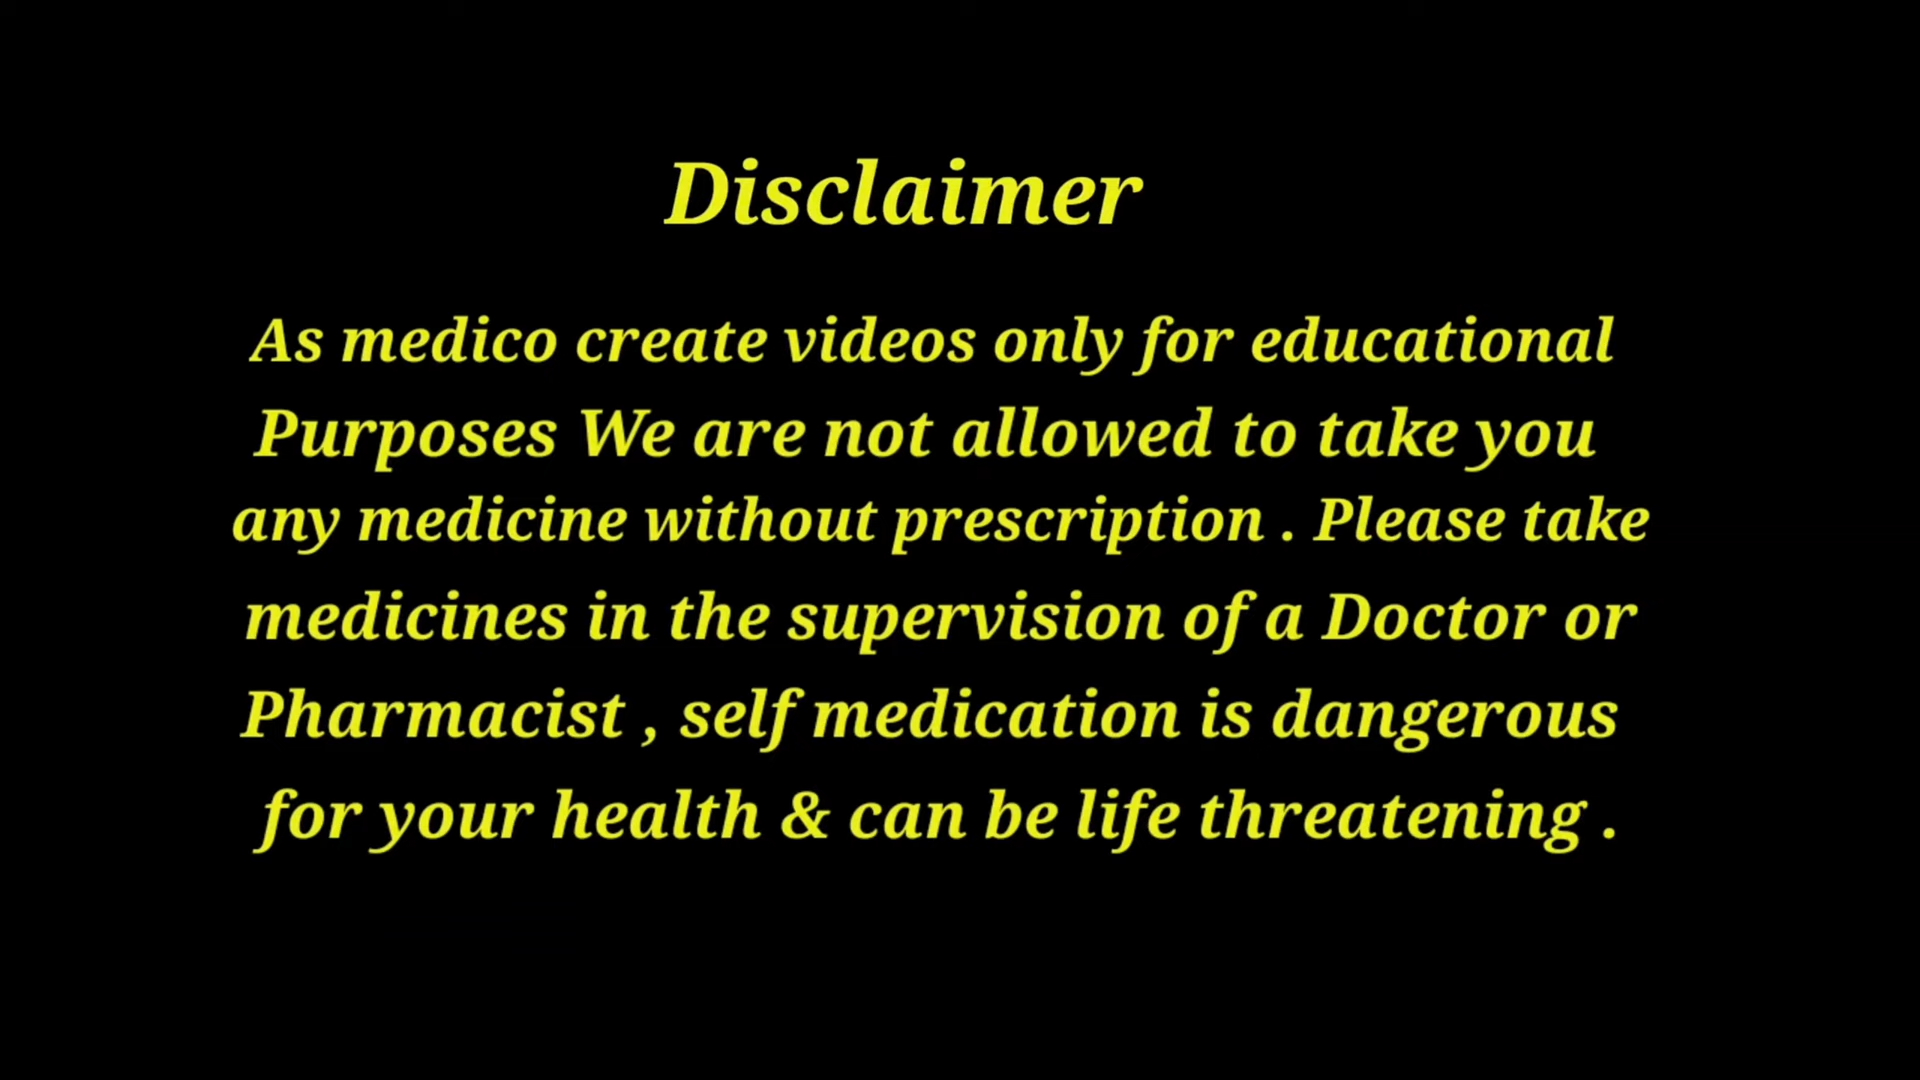 Disclaimer
As medico create videos only for educational
Purposes We are not allowed to take you
any medicine without prescription . Please take
medicines in the supervision of a Doctor or
Pharmacist , self medication is dangerous
for your health & can be life threatening .